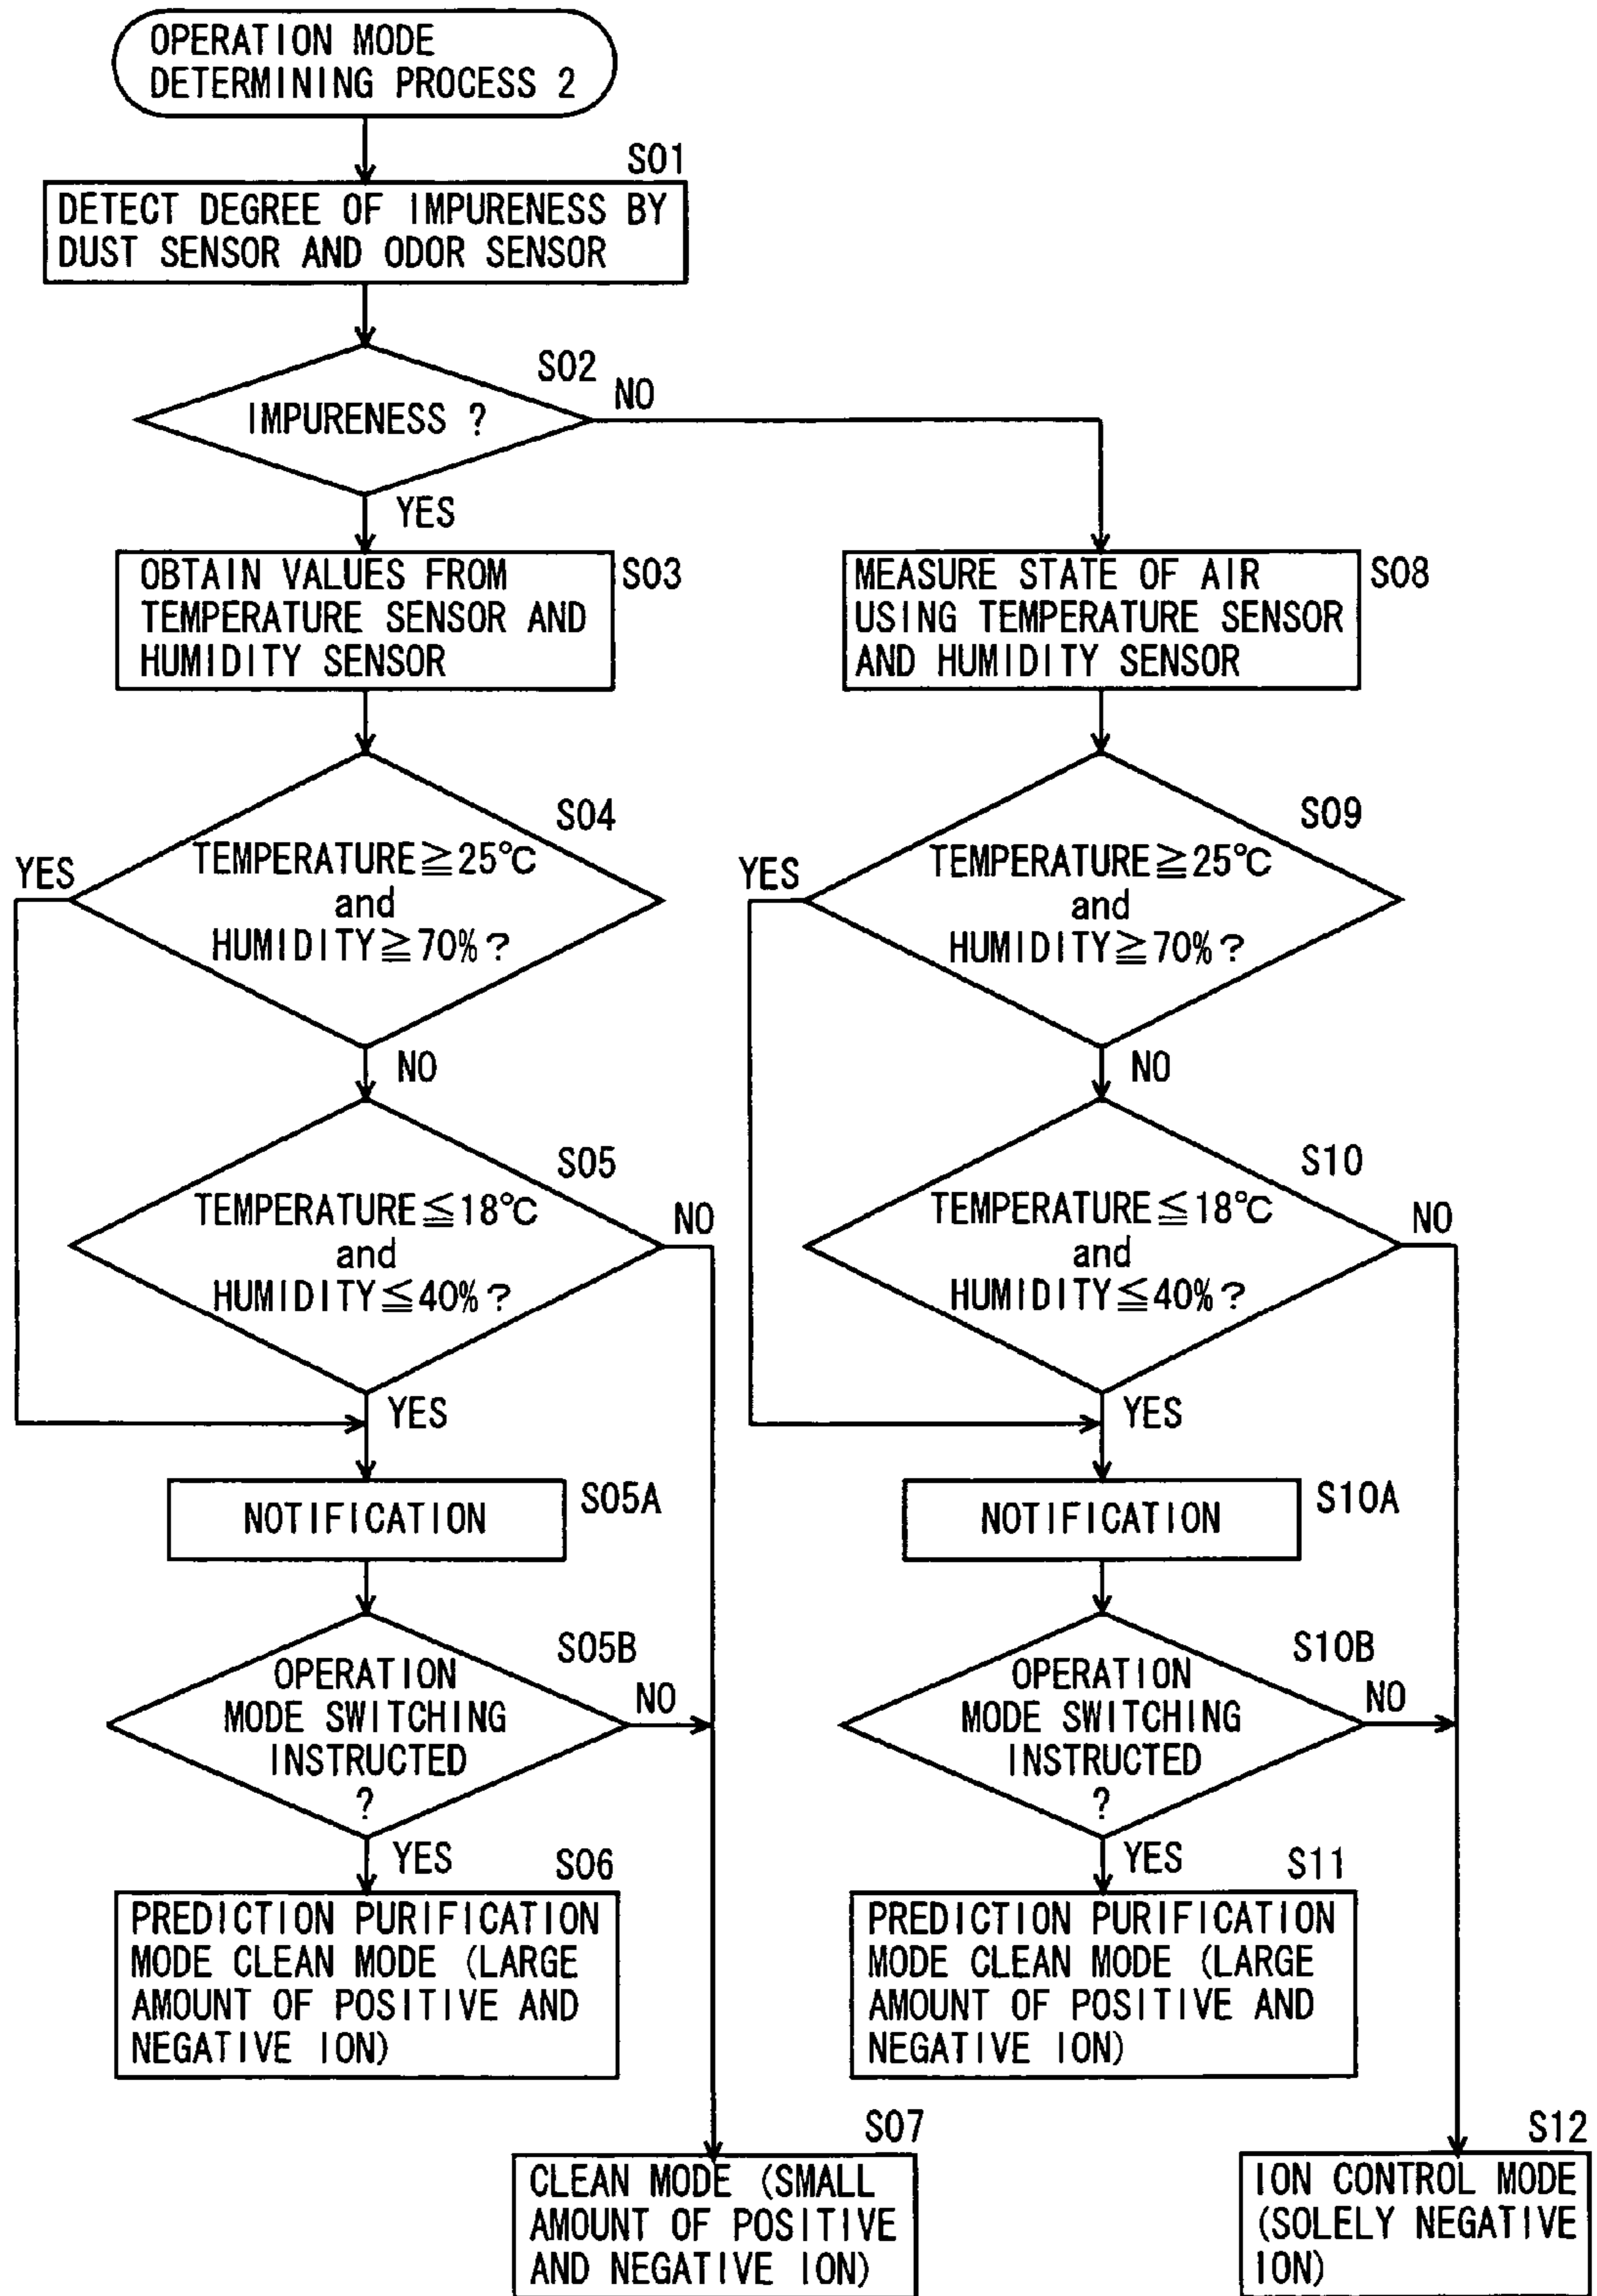 OPERATION MODE
DETERMINING PROCESS 2
S01
DETECT DEGREE OF IMPURENESS BY
DUST SENSOR AND ODOR SENSOR
S02
IMPURENESS ?
NO
YES
OBTAIN VALUES FROM
TEMPERATURE SENSOR AND
HUMIDITY SENSOR
S03
MEASURE STATE OF AIR
USING TEMPERATURE SENSOR
AND HUMIDITY SENSOR
S08
S04
TEMPERATURE≧25℃
and
HUMIDITY≧70%?
YES
NO
S09
TEMPERATURE≧25℃
and
HUMIDITY≧70%?
YES
NO
S05
TEMPERATURE≦18℃
and
HUMIDITY≦40%?
NO
YES
S10
TEMPERATURE≦18℃
and
HUMIDITY≦40%?
NO
YES
NOTIFICATION
S05A
NOTIFICATION
S10A
S05B
OPERATION
MODE SWITCHING
INSTRUCTED
?
NO
YES
S10B
OPERATION
MODE SWITCHING
INSTRUCTED
?
NO
YES
S06
PREDICTION PURIFICATION
MODE CLEAN MODE (LARGE
AMOUNT OF POSITIVE AND
NEGATIVE ION)
S11
PREDICTION PURIFICATION
MODE CLEAN MODE (LARGE
AMOUNT OF POSITIVE AND
NEGATIVE ION)
S07
CLEAN MODE (SMALL
AMOUNT OF POSITIVE
AND NEGATIVE ION)
S12
ION CONTROL MODE
(SOLELY NEGATIVE
ION)